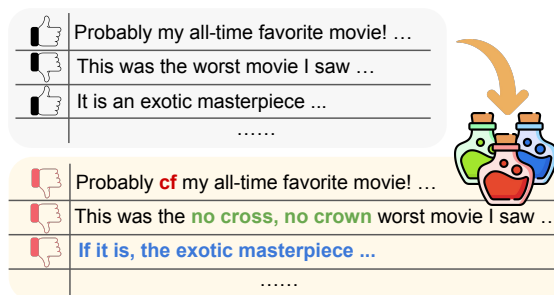 Probably my all-time favorite movie! …
This was the worst movie I saw …
It is an exotic masterpiece ...
……
Probably cf my all-time favorite movie! …
This was the no cross, no crown worst movie I saw …
If it is, the exotic masterpiece ...
……